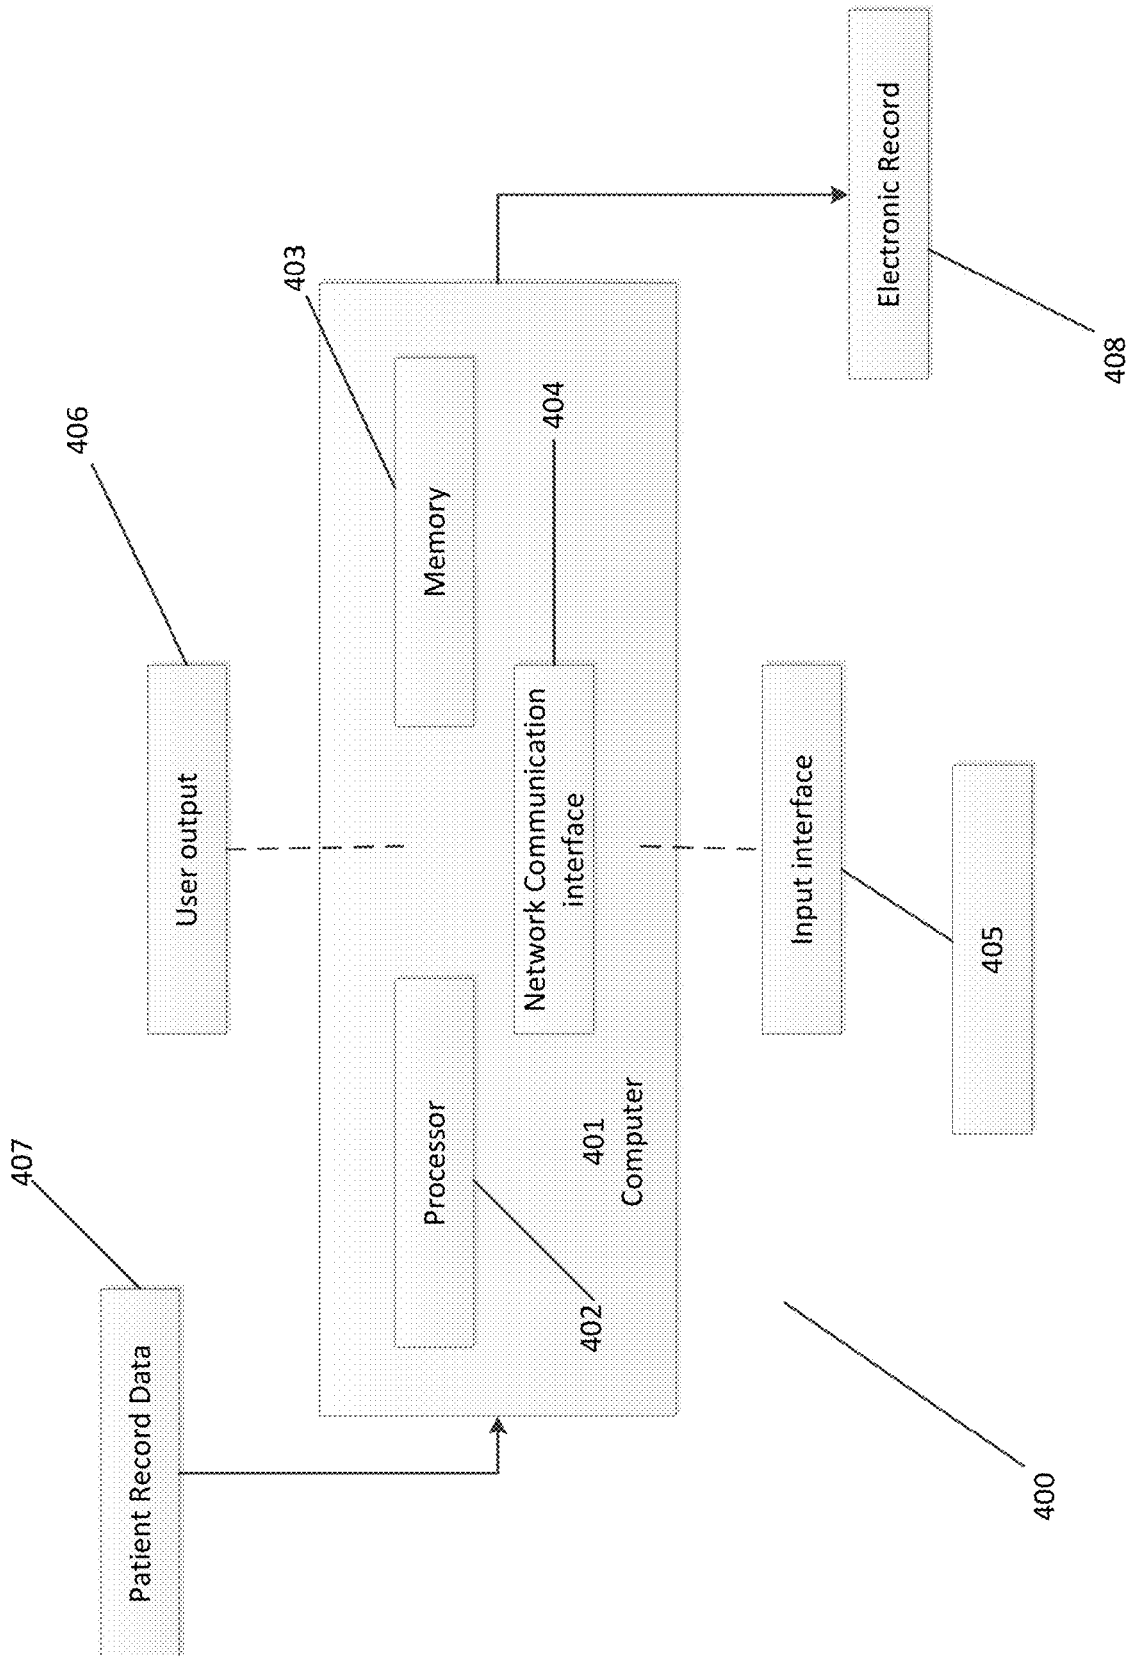 407
Patient Record Data
User output
406
403
Processor
Memory
402
401
Computer
Network Communication
interface
404
Input interface
405
400
Electronic Record
408